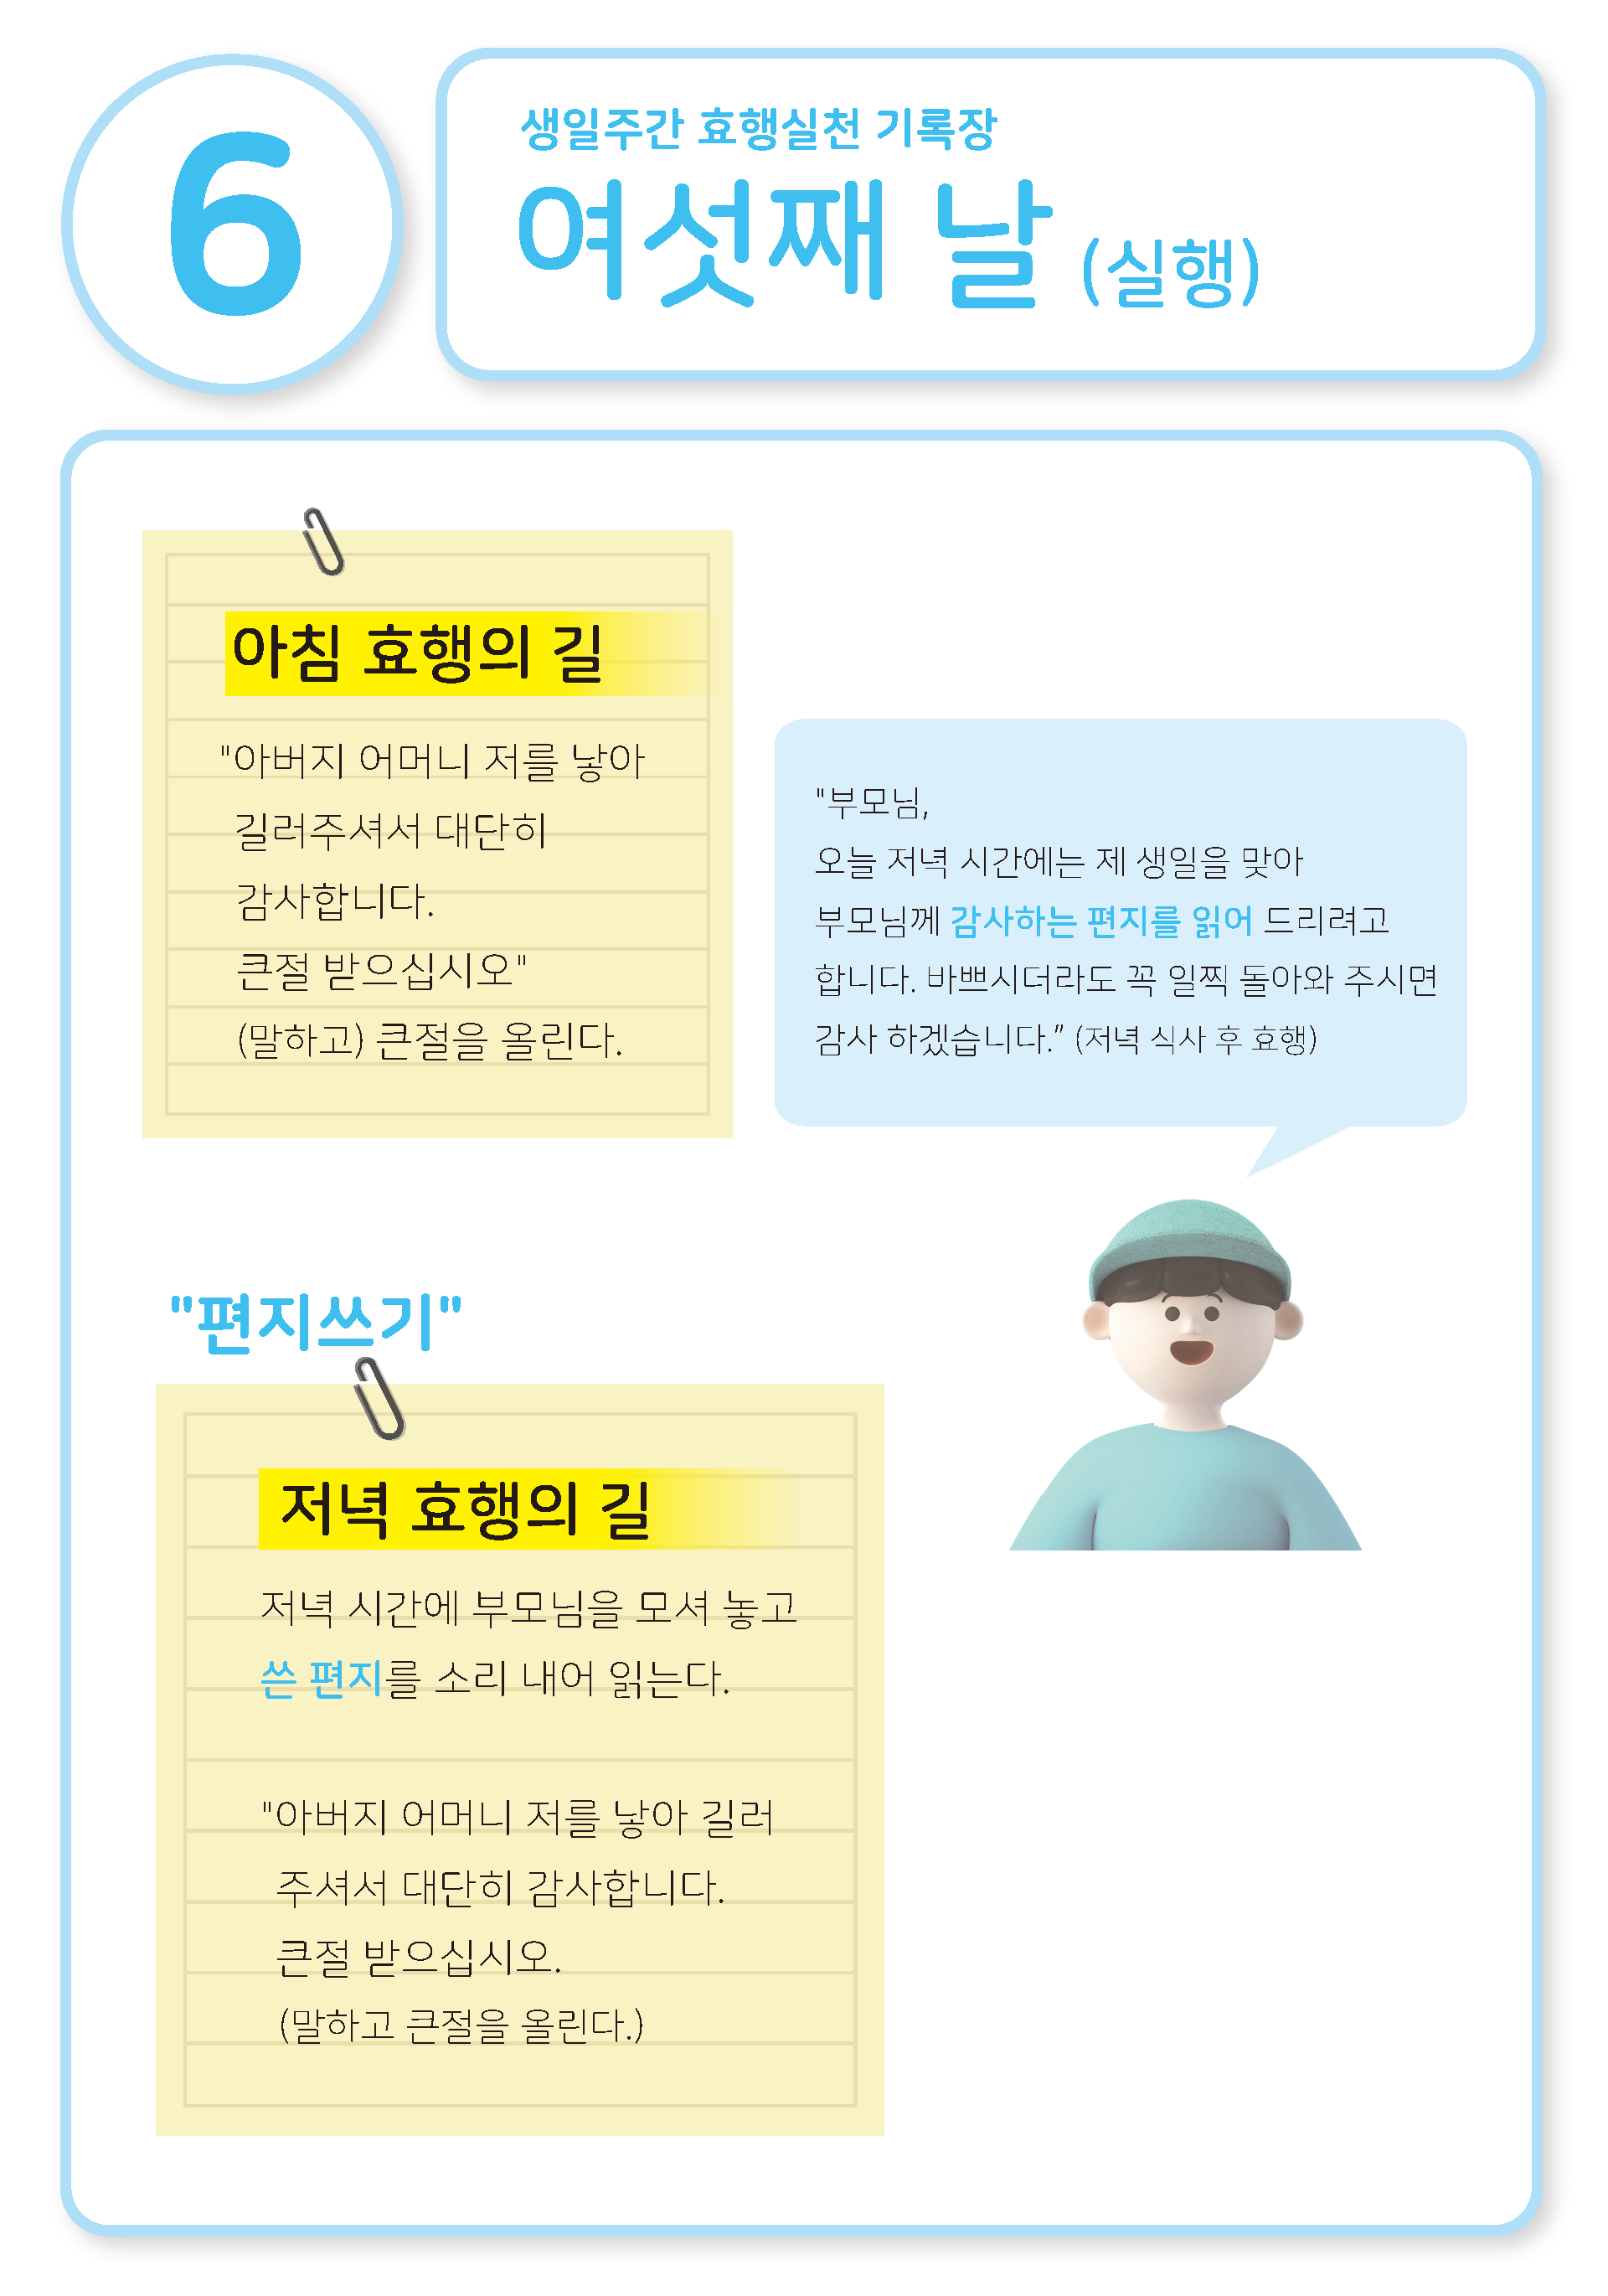 6
생일주간 효행실천 기록장
여섯째 날 (실행)
아침 효행의 길
"아버지 어머니 저를 낳아
길러주셔서 대단히
감사합니다.
큰절 받으십시오"
(말하고) 큰절을 올린다.
"부모님,
오늘 저녁 시간에는 제 생일을 맞아
부모님께 감사하는 편지를 읽어 드리려고
합니다. 바쁘시더라도 꼭 일찍 돌아와 주시면
감사 하겠습니다." (저녁 식사 후 효행)
"편지쓰기"
저녁 효행의 길
저녁 시간에 부모님을 모셔 놓고
쓴 편지를 소리 내어 읽는다.
"아버지 어머니 저를 낳아 길러
주셔서 대단히 감사합니다.
큰절 받으십시오.
(말하고 큰절을 올린다.)